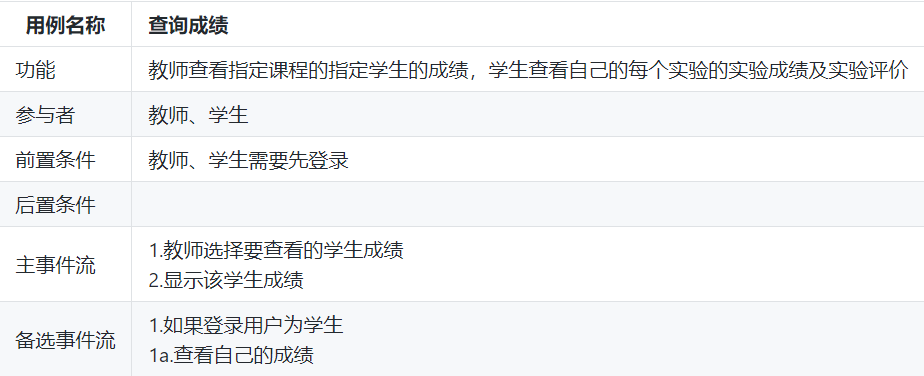 用例名称 查询成绩
功能 教师查看指定课程的指定学生的成绩，学生查看自己的每个实验的实验成绩及实验评价
参与者 教师、学生
前置条件 教师、学生需要先登录
后置条件
主事件流 1.教师选择要查看的学生成绩
2.显示该学生成绩
备选事件流 1.如果登录用户为学生
1a.查看自己的成绩